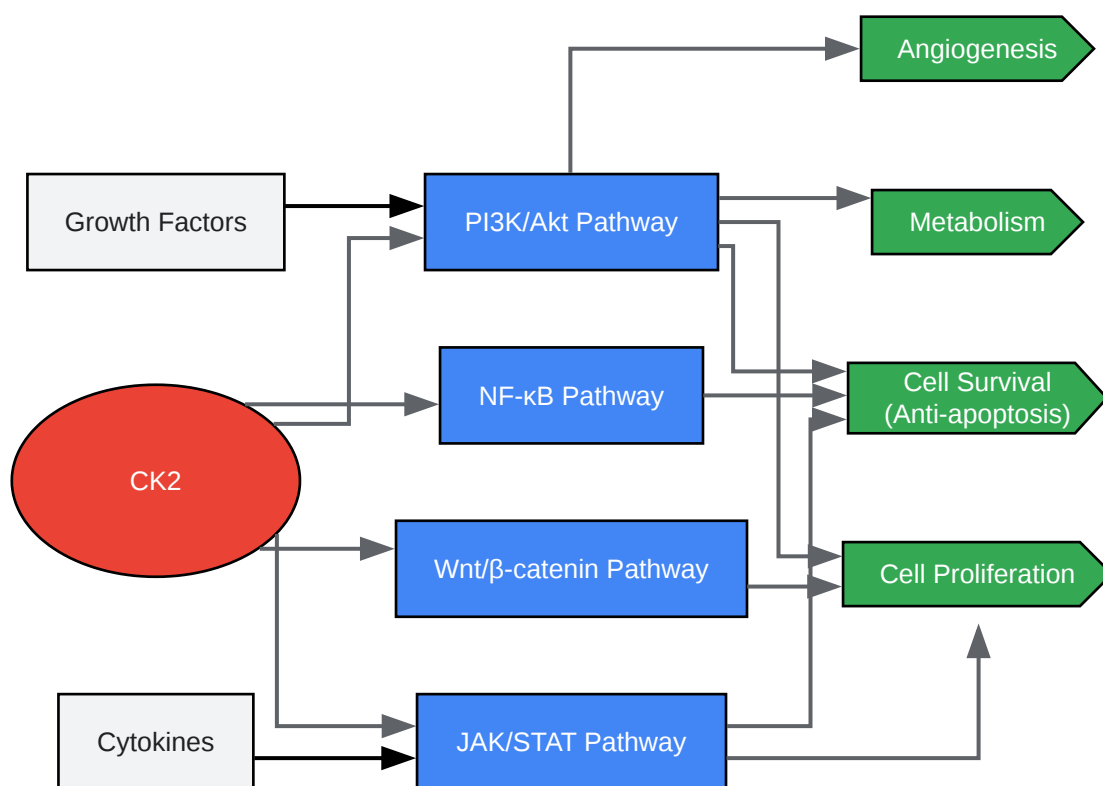 Angiogenesis
Growth Factors
PI3K/Akt Pathway
Metabolism
NF-κB Pathway
Cell Survival
(Anti-apoptosis)
CK2
Wnt/β-catenin Pathway
Cell Proliferation
Cytokines
JAK/STAT Pathway